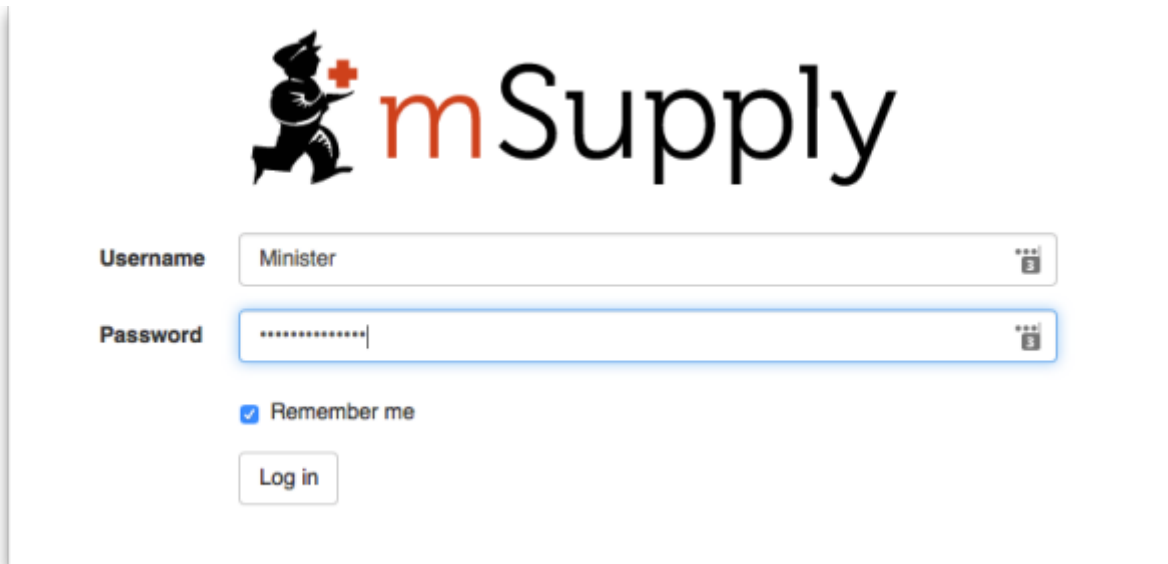 mSupply
Username Minister
Password ••••••••••••••
Remember me
Log in